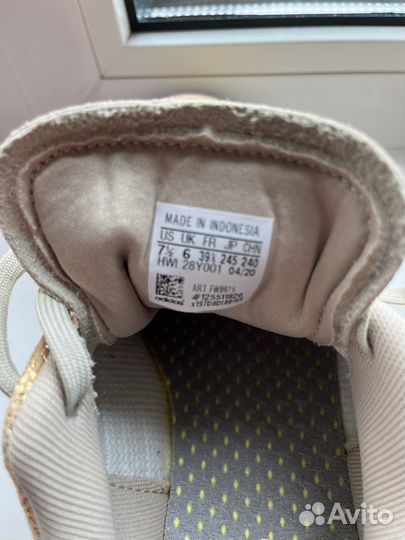 MADE IN INDONESIA
US UK FR JP CHN
7½ 6 39⅓ 245 240
HWI 28Y001 04/20
ART FW8975
#125511820
adidas
Avito